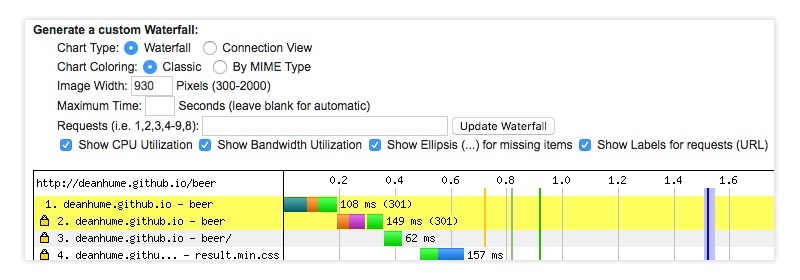 Generate a custom Waterfall:
Chart Type: Waterfall Connection View
Chart Coloring: Classic By MIME Type
Image Width: 930 Pixels (300-2000)
Maximum Time: Seconds (leave blank for automatic)
Requests (i.e. 1,2,3,4-9,8): Update Waterfall
Show CPU Utilization Show Bandwidth Utilization Show Ellipsis (...) for missing items Show Labels for requests (URL)
http://deanhume.github.io/beer 0.2 0.4 0.6 0.8 1.0 1.2 1.4 1.6
1. deanhume.github.io - beer 108 ms (301)
2. deanhume.github.io - beer 149 ms (301)
3. deanhume.github.io - beer/ 62 ms
4. deanhume.githu... - result.min.css 157 ms